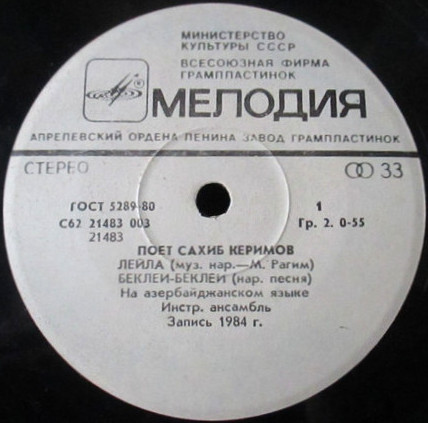 МИНИСТЕРСТВО
КУЛЬТУРЫ СССР
ВСЕСОЮЗНАЯ ФИРМА
ГРАМПЛАСТИНОК
МЕЛОДИЯ
АПРЕЛЕВСКИЙ ОРДЕНА ЛЕНИНА ЗАВОД ГРАМПЛАСТИНОК
СТЕРЕО 33
ГОСТ 5289-80 1
С62 21483 003 Гр. 2. 0-55
21483
ПОЕТ САХИБ КЕРИМОВ
ЛЕЙЛА (муз. нар.—М. Рагим)
БЕКЛЕИ-БЕКЛЕИ (нар. песня)
На азербайджанском языке
Инстр. ансамбль
Запись 1984 г.